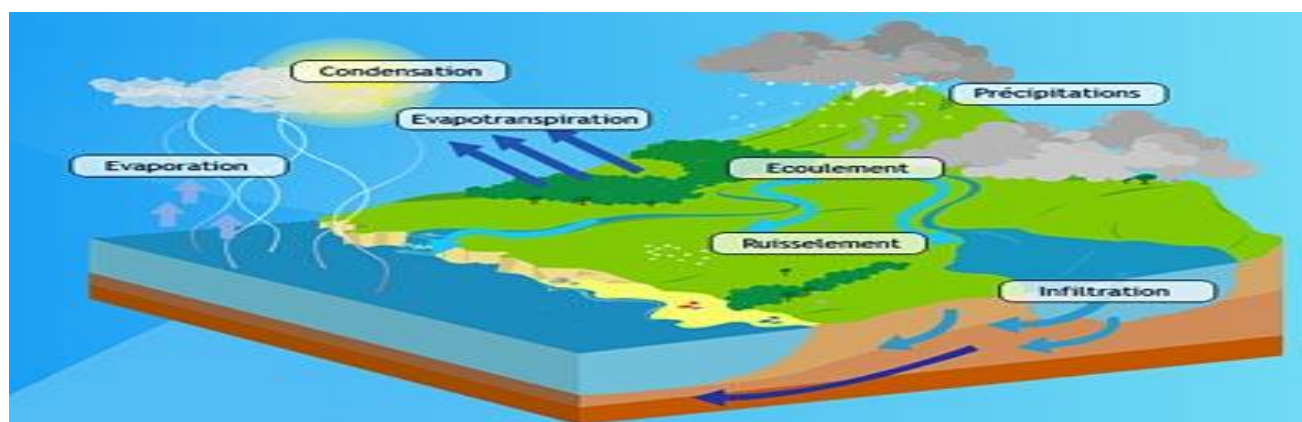 Condensation
Précipitations
Evapotranspiration
Evaporation
Ecoulement
Ruisselement
Infiltration